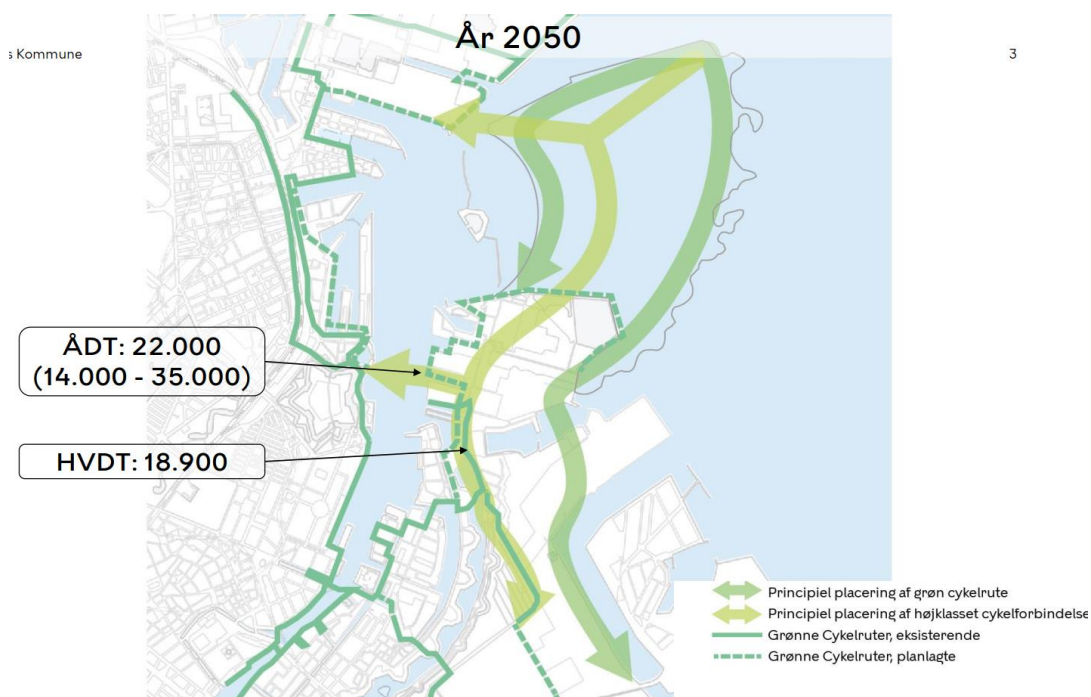 År 2050
s Kommune
3
ÅDT: 22.000
(14.000 - 35.000)
HVDT: 18.900
Principiel placering af grøn cykelrute
Principiel placering af højklasset cykelforbindelse
Grønne Cykelruter, eksisterende
Grønne Cykelruter, planlagte